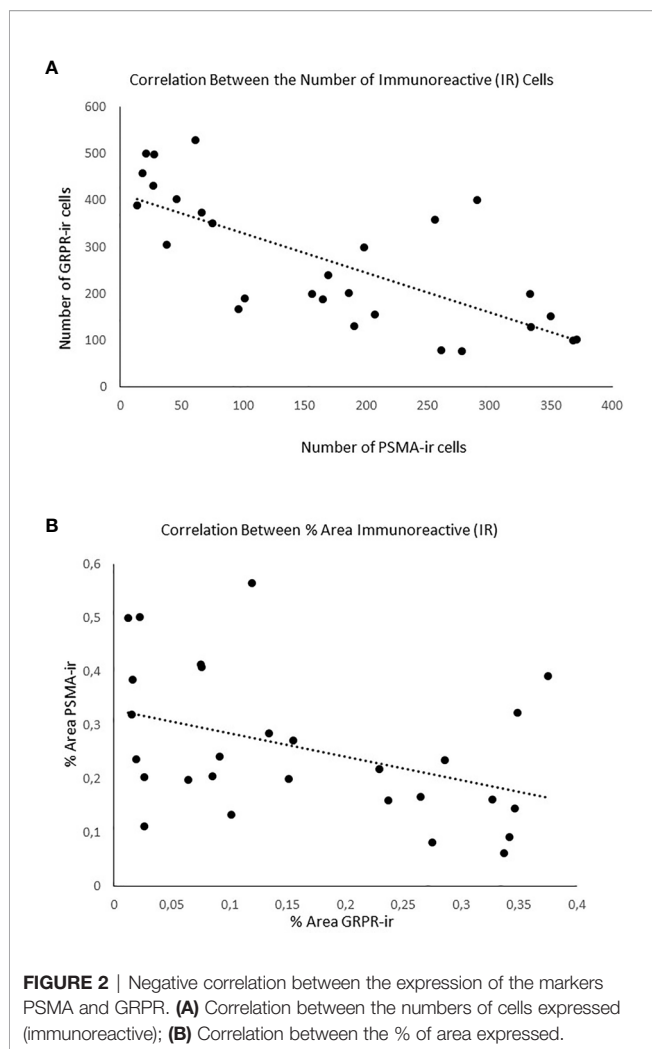 A
Correlation Between the Number of Immunoreactive (IR) Cells
600
500
400
300
200
100
0
Number of GRPR-ir cells
0 50 100 150 200 250 300 350 400
Number of PSMA-ir cells
B
Correlation Between % Area Immunoreactive (IR)
0,6
0,5
0,4
0,3
0,2
0,1
0
% Area PSMA-ir
0 0,05 0,1 0,15 0,2 0,25 0,3 0,35 0,4
% Area GRPR-ir
FIGURE 2 | Negative correlation between the expression of the markers
PSMA and GRPR. (A) Correlation between the numbers of cells expressed
(immunoreactive); (B) Correlation between the % of area expressed.